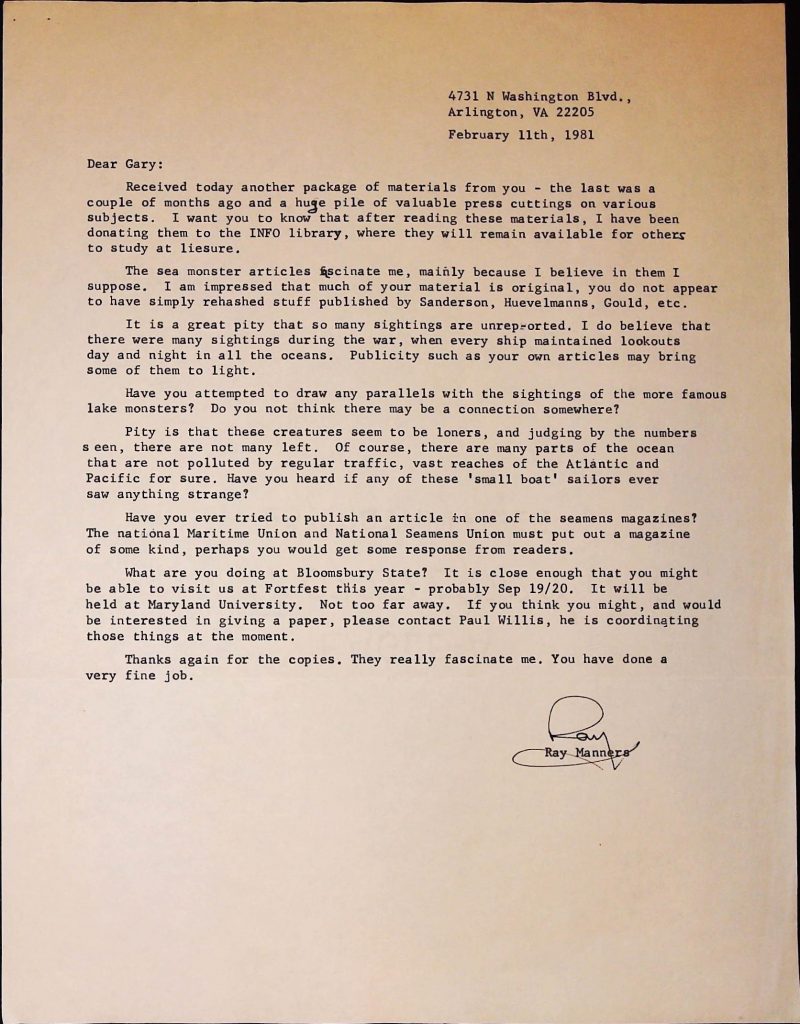 4731 N Washington Blvd.,
Arlington, VA 22205
February 11th, 1981
Dear Gary:
Received today another package of materials from you - the last was a
couple of months ago and a huge pile of valuable press cuttings on various
subjects. I want you to know that after reading these materials, I have been
donating them to the INFO library, where they will remain available for others
to study at liesure.
The sea monster articles fascinate me, mainly because I believe in them I
suppose. I am impressed that much of your material is original, you do not appear
to have simply rehashed stuff published by Sanderson, Huevelmanns, Gould, etc.
It is a great pity that so many sightings are unrep-orted. I do believe that
there were many sightings during the war, when every ship maintained lookouts
day and night in all the oceans. Publicity such as your own articles may bring
some of them to light.
Have you attempted to draw any parallels with the sightings of the more famous
lake monsters? Do you not think there may be a connection somewhere?
Pity is that these creatures seem to be loners, and judging by the numbers
s een, there are not many left. Of course, there are many parts of the ocean
that are not polluted by regular traffic, vast reaches of the Atlantic and
Pacific for sure. Have you heard if any of these 'small boat' sailors ever
saw anything strange?
Have you ever tried to publish an article in one of the seamens magazines?
The national Maritime Union and National Seamens Union must put out a magazine
of some kind, perhaps you would get some response from readers.
What are you doing at Bloomsbury State? It is close enough that you might
be able to visit us at Fortfest this year - probably Sep 19/20. It will be
held at Maryland University. Not too far away. If you think you might, and would
be interested in giving a paper, please contact Paul Willis, he is coordinating
those things at the moment.
Thanks again for the copies. They really fascinate me. You have done a
very fine job.
Ray
Ray Manners